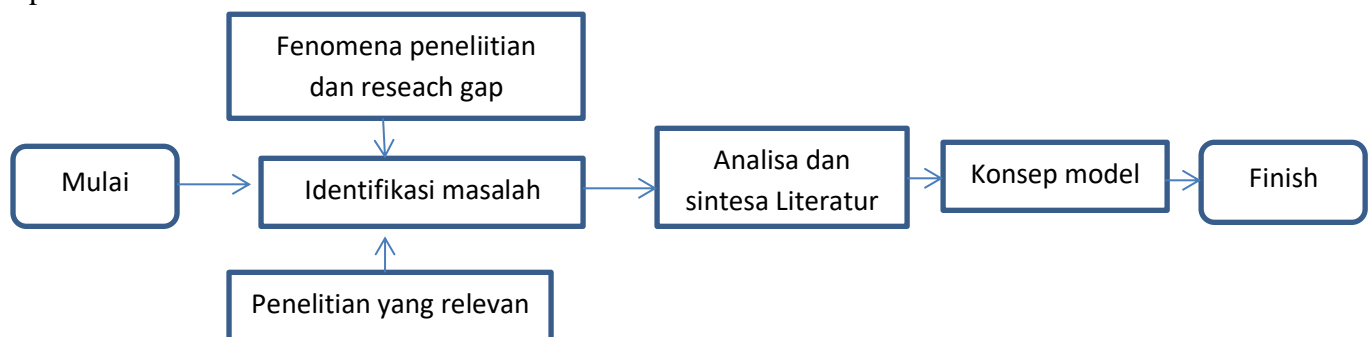 Fenomena peneliitian
dan reseach gap
Mulai
Identifikasi masalah
Analisa dan
sintesa Literatur
Konsep model
Finish
Penelitian yang relevan